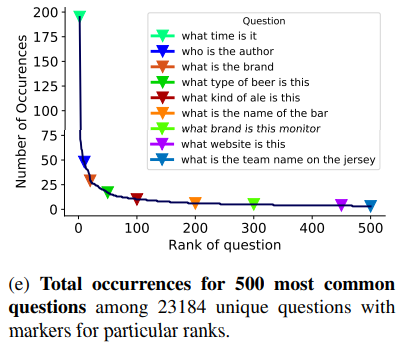 Number of Occurences
200
175
150
125
100
75
50
25
0
Question
what time is it
who is the author
what is the brand
what type of beer is this
what kind of ale is this
what is the name of the bar
what brand is this monitor
what website is this
what is the team name on the jersey
0 100 200 300 400 500
Rank of question
(e) Total occurrences for 500 most common
questions among 23184 unique questions with
markers for particular ranks.